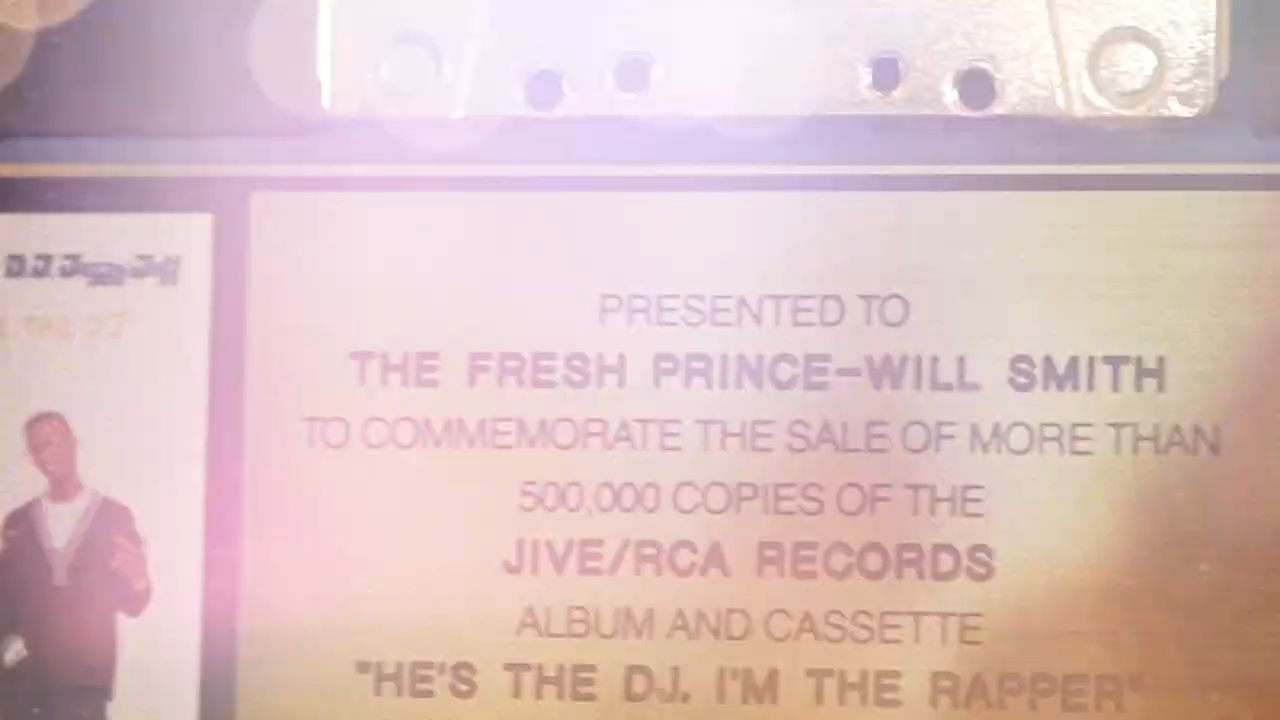 D.J. Jazzy Jeff
PRESENTED TO
THE FRESH PRINCE–WILL SMITH
TO COMMEMORATE THE SALE OF MORE THAN
500,000 COPIES OF THE
JIVE/RCA RECORDS
ALBUM AND CASSETTE
"HE'S THE D.J. I'M THE RAPPER"